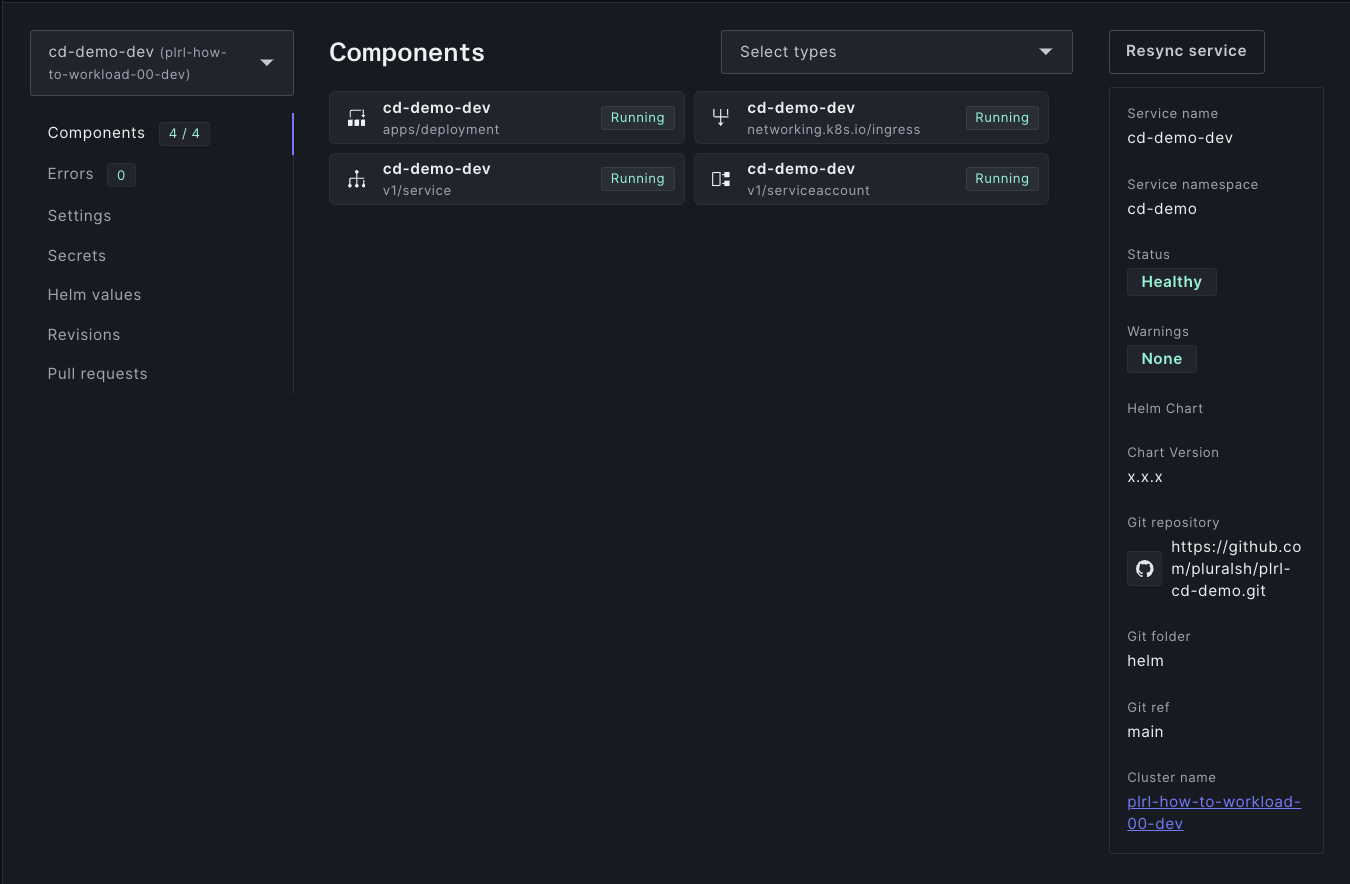 cd-demo-dev (plrl-how-
to-workload-00-dev)
Components 4 / 4
Errors 0
Settings
Secrets
Helm values
Revisions
Pull requests
Components
Select types
cd-demo-dev
apps/deployment
Running
cd-demo-dev
networking.k8s.io/ingress
Running
cd-demo-dev
v1/service
Running
cd-demo-dev
v1/serviceaccount
Running
Resync service
Service name
cd-demo-dev
Service namespace
cd-demo
Status
Healthy
Warnings
None
Helm Chart
Chart Version
x.x.x
Git repository
https://github.co
m/pluralsh/plrl-
cd-demo.git
Git folder
helm
Git ref
main
Cluster name
plrl-how-to-workload-
00-dev